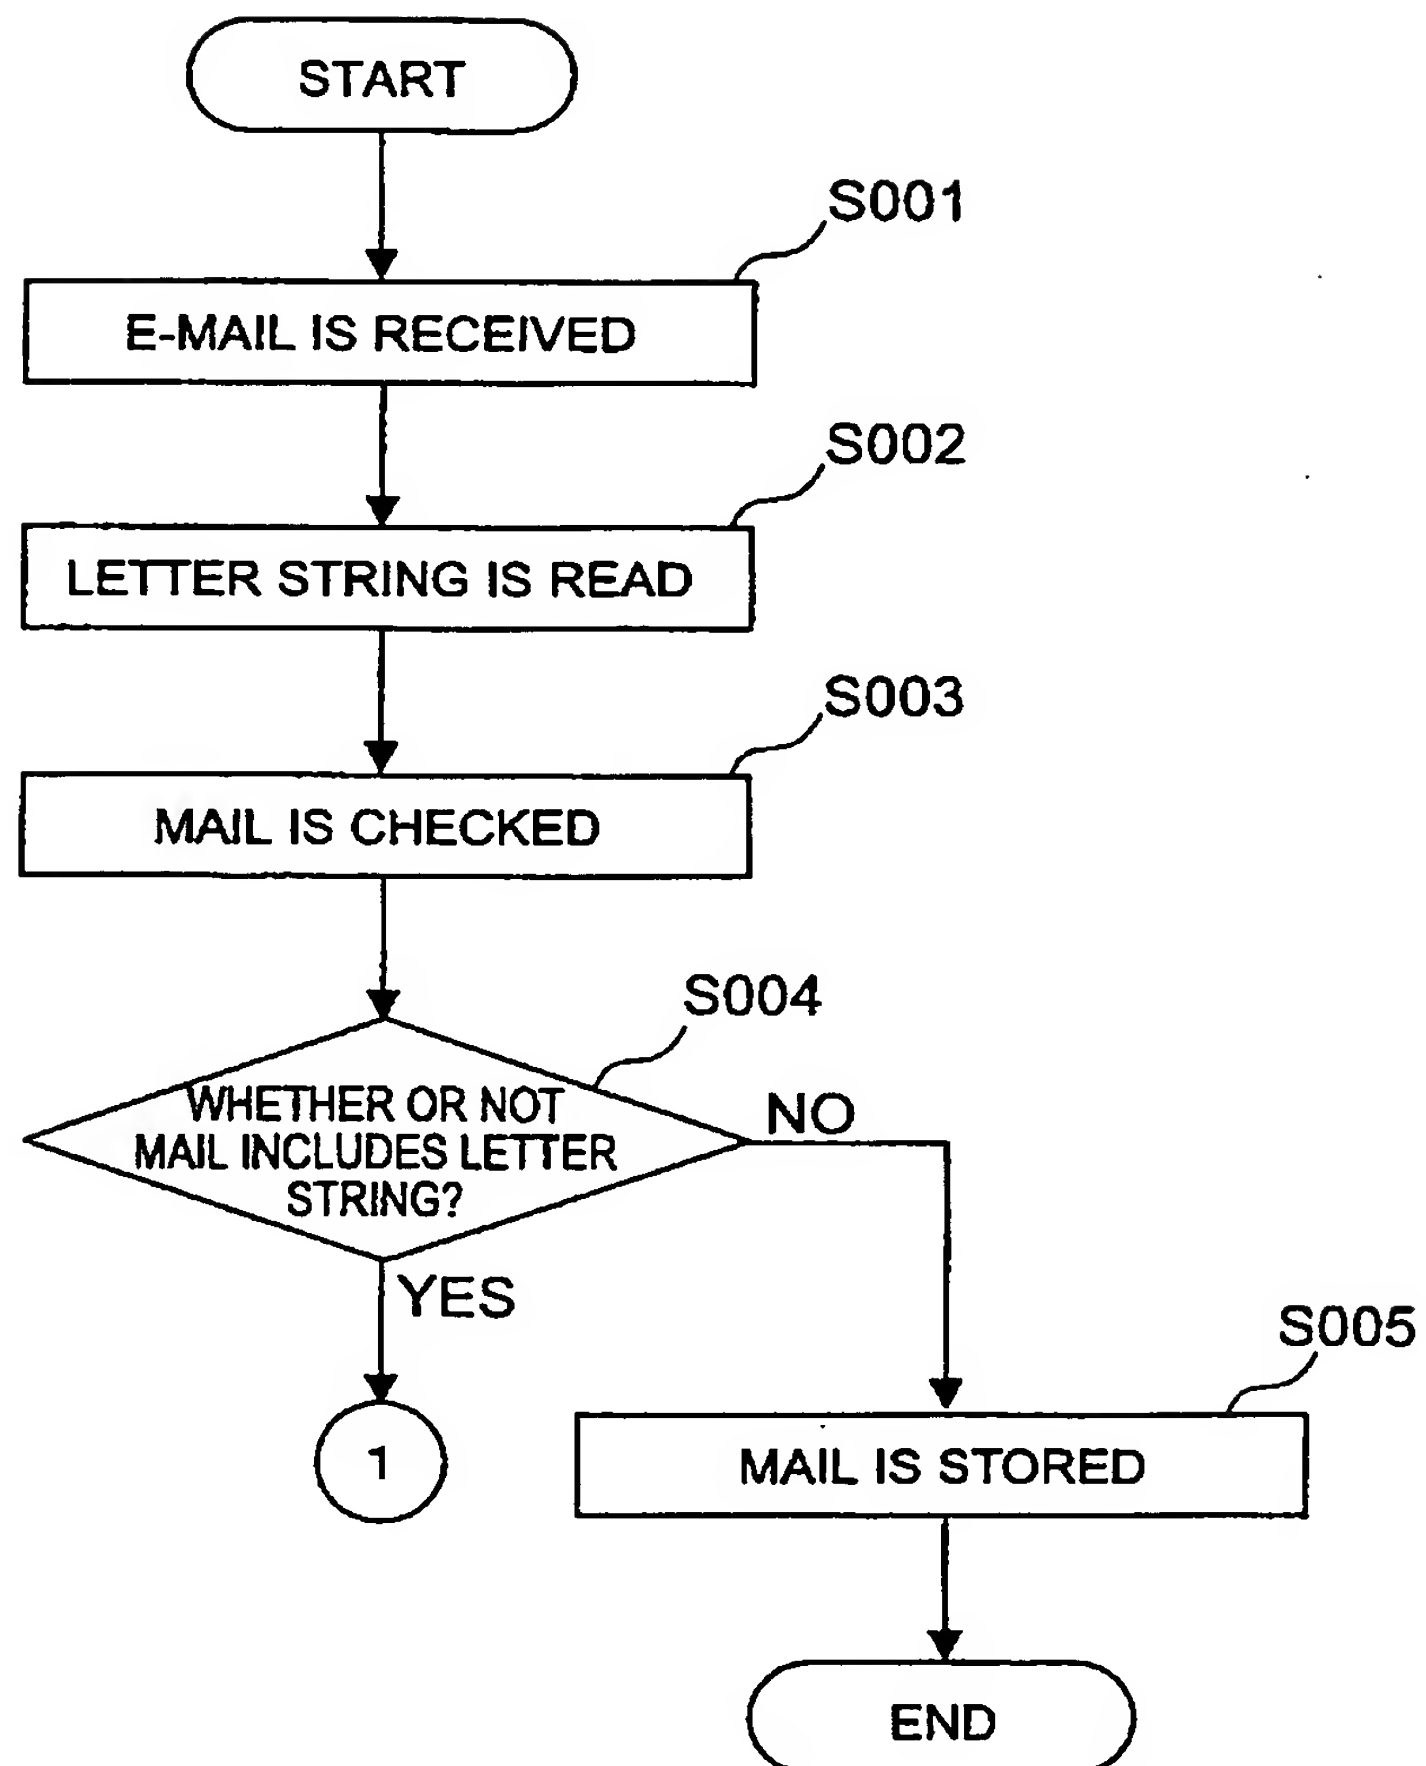 START
S001
E-MAIL IS RECEIVED
S002
LETTER STRING IS READ
S003
MAIL IS CHECKED
S004
WHETHER OR NOT
MAIL INCLUDES LETTER
STRING?
NO
YES
S005
1
MAIL IS STORED
END